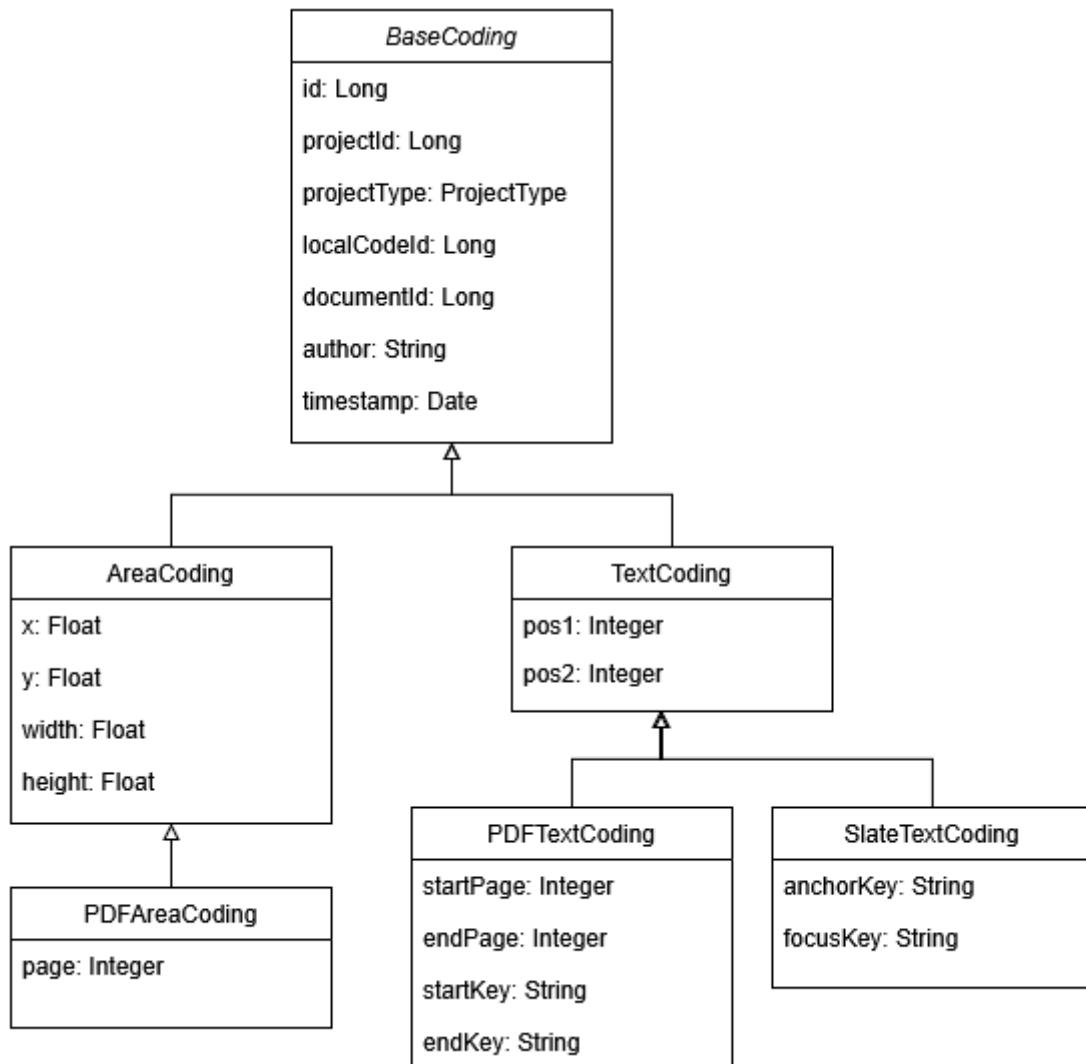 BaseCoding
id: Long
projectId: Long
projectType: ProjectType
localCodeId: Long
documentId: Long
author: String
timestamp: Date
AreaCoding
x: Float
y: Float
width: Float
height: Float
TextCoding
pos1: Integer
pos2: Integer
PDFAreaCoding
page: Integer
PDFTextCoding
startPage: Integer
endPage: Integer
startKey: String
endKey: String
SlateTextCoding
anchorKey: String
focusKey: String